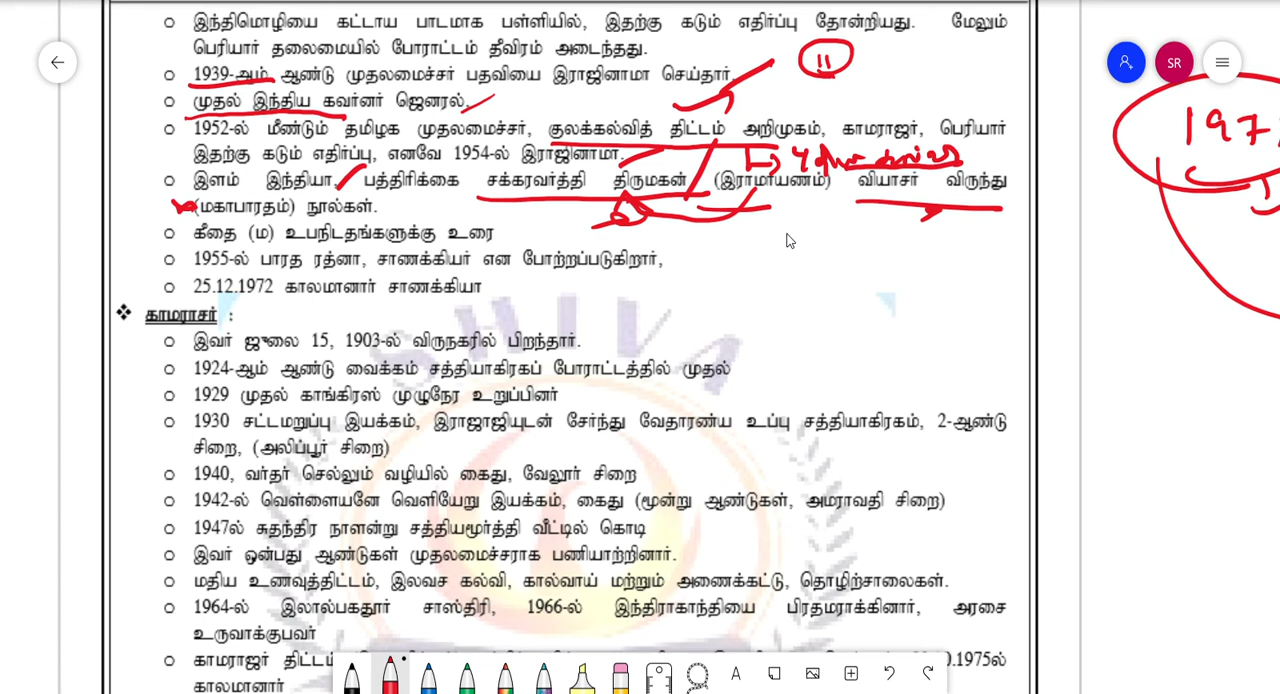 இந்திமொழியை கட்டாய பாடமாக பள்ளியில், இதற்கு கடும் எதிர்ப்பு தோன்றியது. மேலும்
பெரியார் தலைமையில் போராட்டம் தீவிரம் அடைந்தது.
1939-ஆம் ஆண்டு முதலமைச்சர் பதவியை இராஜினாமா செய்தார்.
முதல் இந்திய கவர்னர் ஜெனரல்,
1952-ல் மீண்டும் தமிழக முதலமைச்சர், குலக்கல்வித் திட்டம் அறிமுகம், காமராஜர், பெரியார்
இதற்கு கடும் எதிர்ப்பு, எனவே 1954-ல் இராஜினாமா.
இளம் இந்தியா, பத்திரிக்கை சக்கரவர்த்தி திருமகன் (இராமாயணம்) வியாசர் விருந்து
(மகாபாரதம்) நூல்கள்.
கீதை (ம) உபநிடதங்களுக்கு உரை
1955-ல் பாரத ரத்னா, சாணக்கியர் என போற்றப்படுகிறார்,
25.12.1972 காலமானார் சாணக்கியா
காமராசர் :
இவர் ஜுலை 15, 1903-ல் விருநகரில் பிறந்தார்.
1924-ஆம் ஆண்டு வைக்கம் சத்தியாகிரகப் போராட்டத்தில் முதல்
1929 முதல் காங்கிரஸ் முழுநேர உறுப்பினர்
1930 சட்டமறுப்பு இயக்கம், இராஜாஜியுடன் சேர்ந்து வேதாரண்ய உப்பு சத்தியாகிரகம், 2-ஆண்டு
சிறை, (அலிப்பூர் சிறை)
1940, வர்தர் செல்லும் வழியில் கைது, வேலூர் சிறை
1942-ல் வெள்ளையனே வெளியேறு இயக்கம், கைது (மூன்று ஆண்டுகள், அமராவதி சிறை)
1947ல் சுதந்திர நாளன்று சத்தியமூர்த்தி வீட்டில் கொடி
இவர் ஒன்பது ஆண்டுகள் முதலமைச்சராக பணியாற்றினார்.
மதிய உணவுத்திட்டம், இலவச கல்வி, கால்வாய் மற்றும் அணைக்கட்டு, தொழிற்சாலைகள்.
1964-ல் இலால்பகதூர் சாஸ்திரி, 1966-ல் இந்திராகாந்தியை பிரதமராக்கினார், அரசை
உருவாக்குபவர்
காமராஜர் திட்டம்
.1975ல்
காலமானார்
SHIVA
SR
197
11